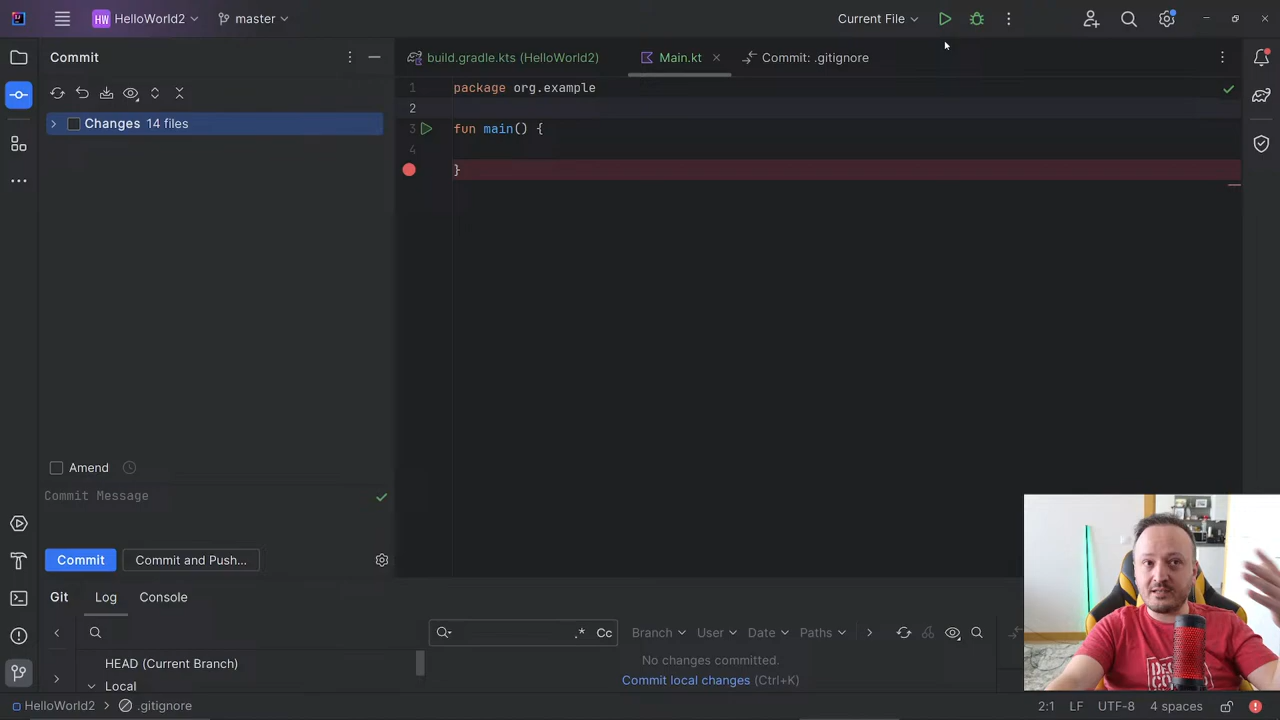 HW HelloWorld2 master Current File
Commit
build.gradle.kts (HelloWorld2) Main.kt Commit: .gitignore
Changes 14 files
1 package org.example
2
3 fun main() {
4
}
Amend
Commit Message
Commit Commit and Push...
Git Log Console
.* Cc Branch User Date Paths
HEAD (Current Branch)
Local
No changes committed.
Commit local changes (Ctrl+K)
HelloWorld2 .gitignore 2:1 LF UTF-8 4 spaces